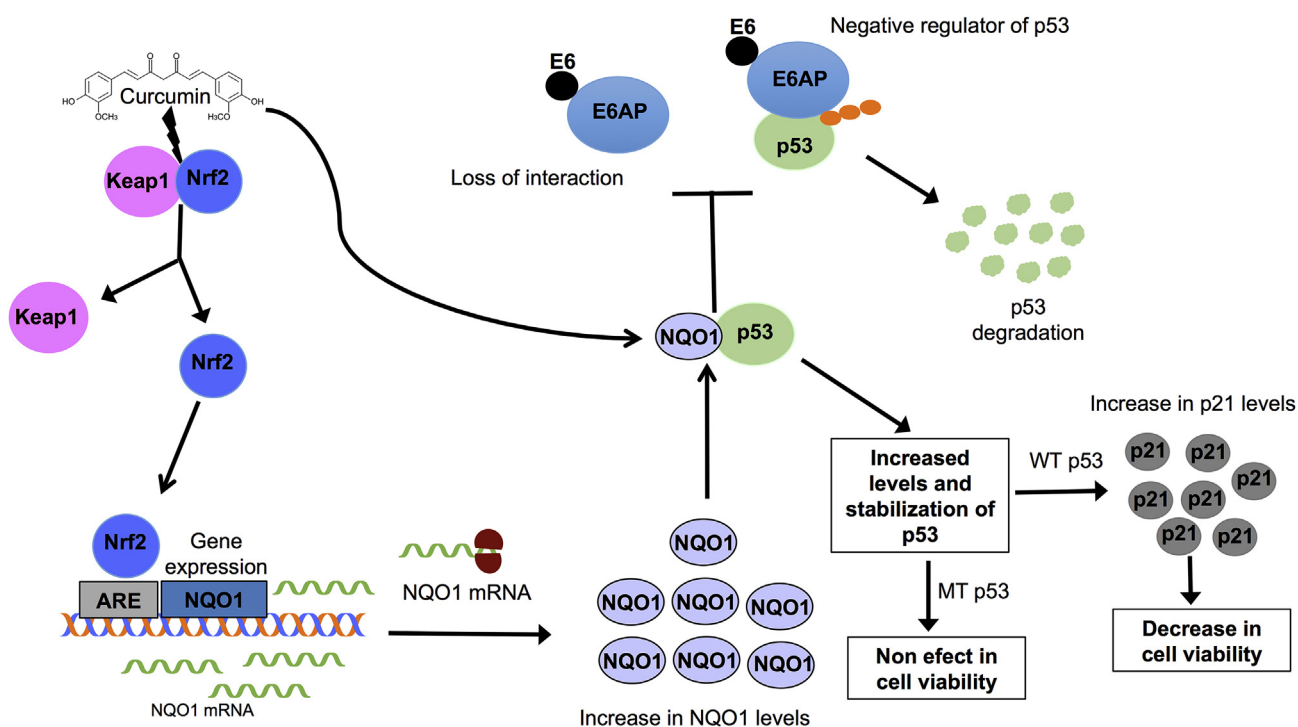 HO
OCH₃
O
O
H₃CO
OH
Curcumin
Keap1
Nrf2
Keap1
Nrf2
Nrf2
Gene
expression
ARE
NQO1
NQO1 mRNA
NQO1 mRNA
E6
E6AP
Loss of interaction
E6
Negative regulator of p53
E6AP
p53
p53
degradation
NQO1
p53
NQO1
NQO1
NQO1
NQO1
NQO1
NQO1
NQO1
Increase in NQO1 levels
Increased
levels and
stabilization of
p53
WT p53
MT p53
Non efect in
cell viability
Increase in p21 levels
p21
p21
p21
p21
p21
p21
p21
Decrease in
cell viability